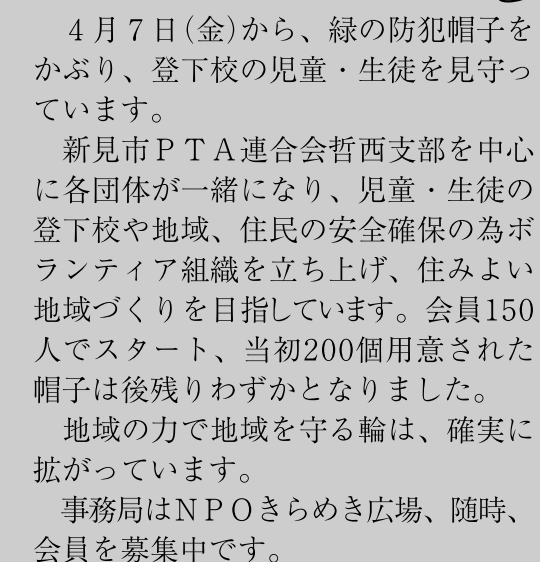 ４月７日(金)から、緑の防犯帽子を
かぶり、登下校の児童・生徒を見守っ
ています。
　新見市ＰＴＡ連合会哲西支部を中心
に各団体が一緒になり、児童・生徒の
登下校や地域、住民の安全確保の為ボ
ランティア組織を立ち上げ、住みよい
地域づくりを目指しています。会員150
人でスタート、当初200個用意された
帽子は後残りわずかとなりました。
　地域の力で地域を守る輪は、確実に
拡がっています。
　事務局はＮＰＯきらめき広場、随時、
会員を募集中です。